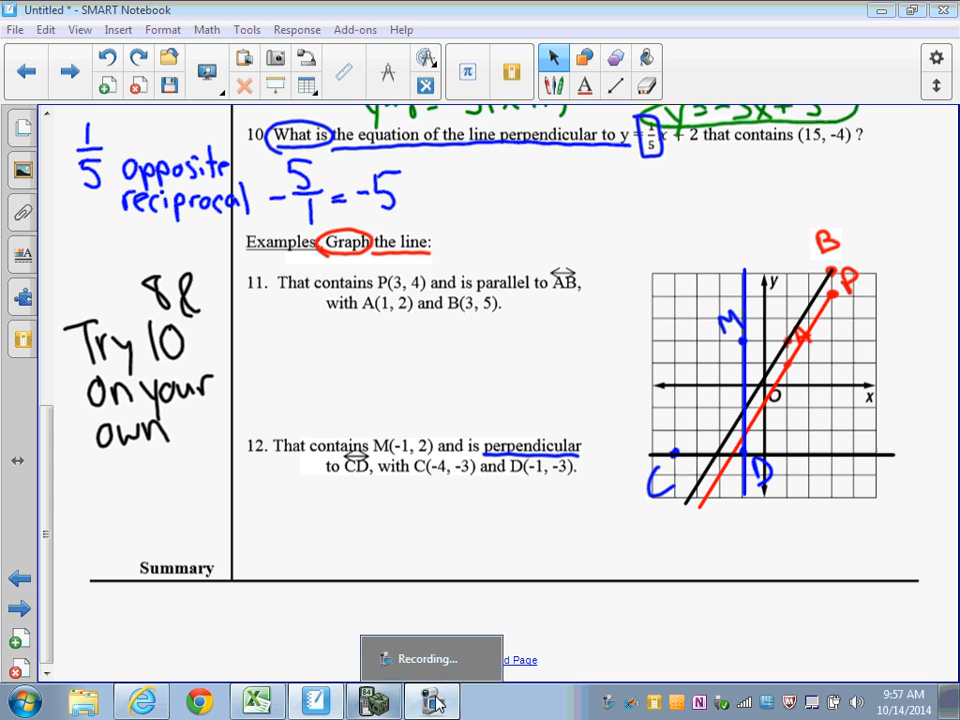 Untitled * - SMART Notebook
File Edit View Insert Format Math Tools Response Add-ons Help
10. What is the equation of the line perpendicular to y = 1/5 x + 2 that contains (15, -4) ?
1/5 opposite
reciprocal - 5/1 = -5
Examples: Graph the line:
11. That contains P(3, 4) and is parallel to AB,
with A(1, 2) and B(3, 5).
8R
Try 10
on your
own
12. That contains M(-1, 2) and is perpendicular
to CD, with C(-4, -3) and D(-1, -3).
B
P
y
M
A
O
x
C
D
Summary
Recording...
d Page
84
9:57 AM
10/14/2014